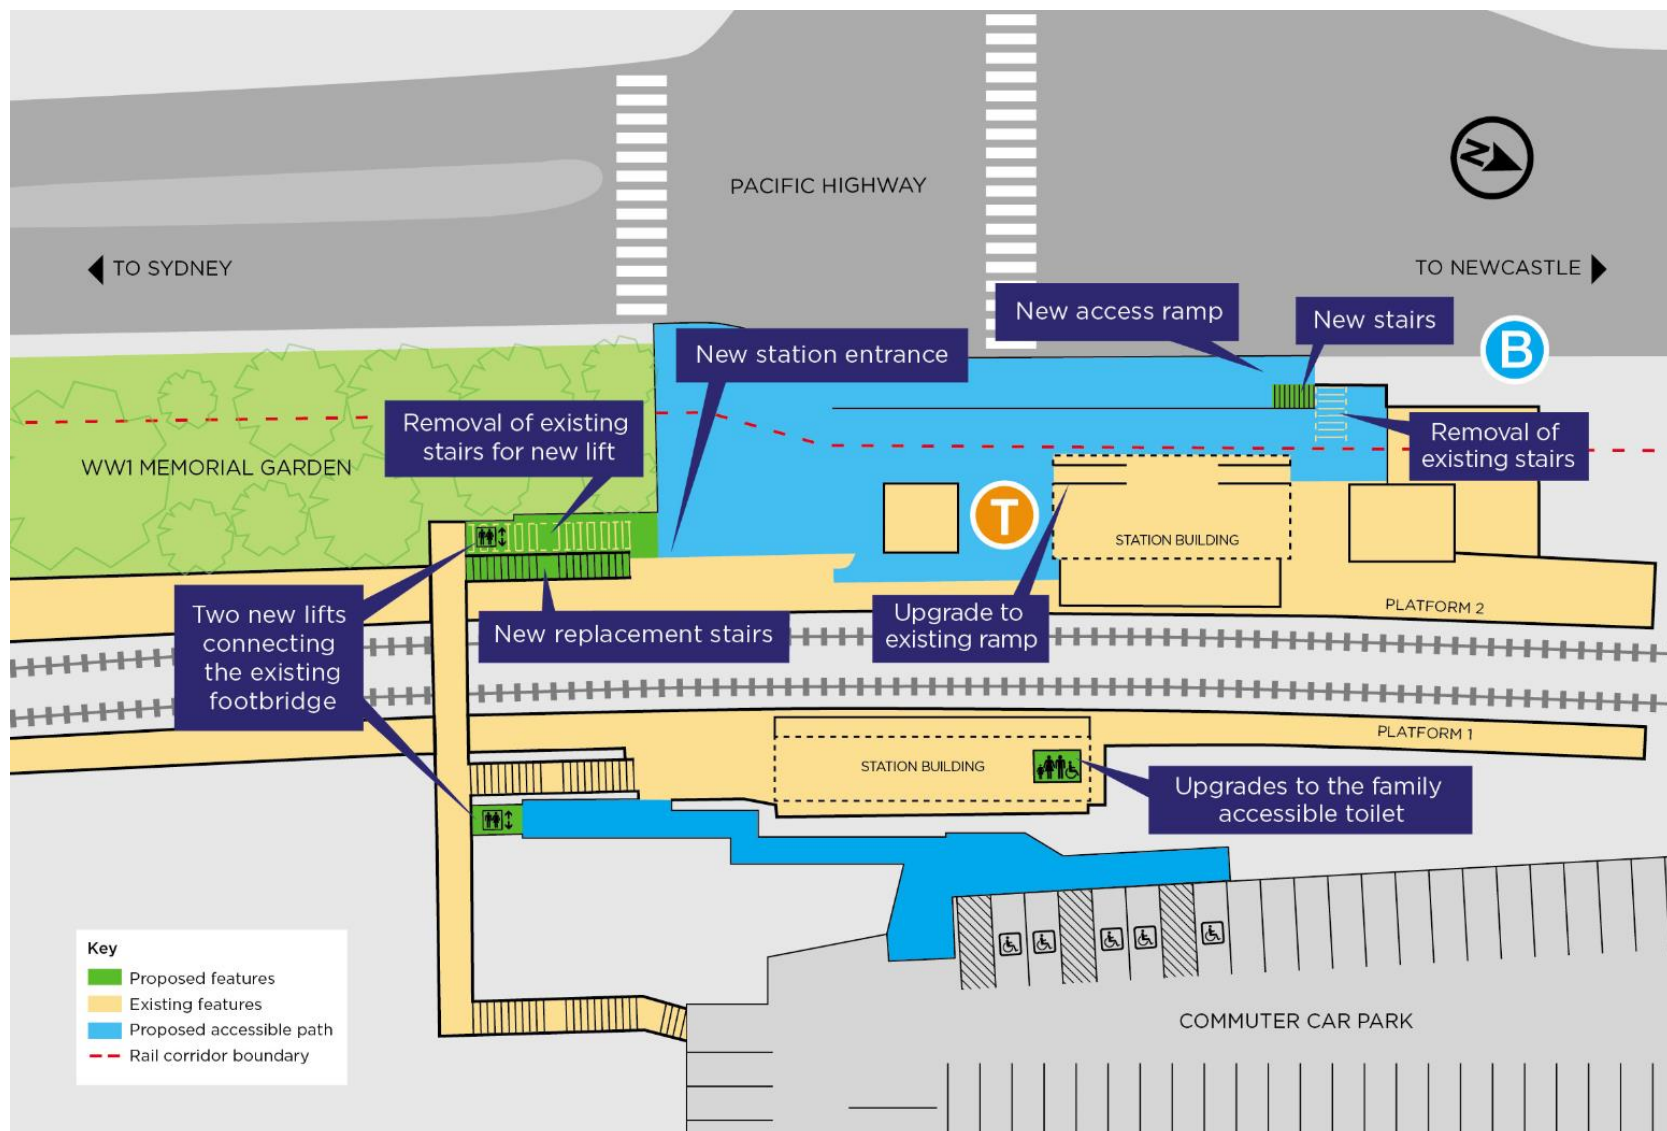 PACIFIC HIGHWAY
N
TO SYDNEY
TO NEWCASTLE
New access ramp
New stairs
B
New station entrance
Removal of existing
stairs for new lift
Removal of
existing stairs
WW1 MEMORIAL GARDEN
T
STATION BUILDING
Two new lifts
connecting
the existing
footbridge
New replacement stairs
Upgrade to
existing ramp
PLATFORM 2
PLATFORM 1
STATION BUILDING
Upgrades to the family
accessible toilet
Key
Proposed features
Existing features
Proposed accessible path
Rail corridor boundary
COMMUTER CAR PARK